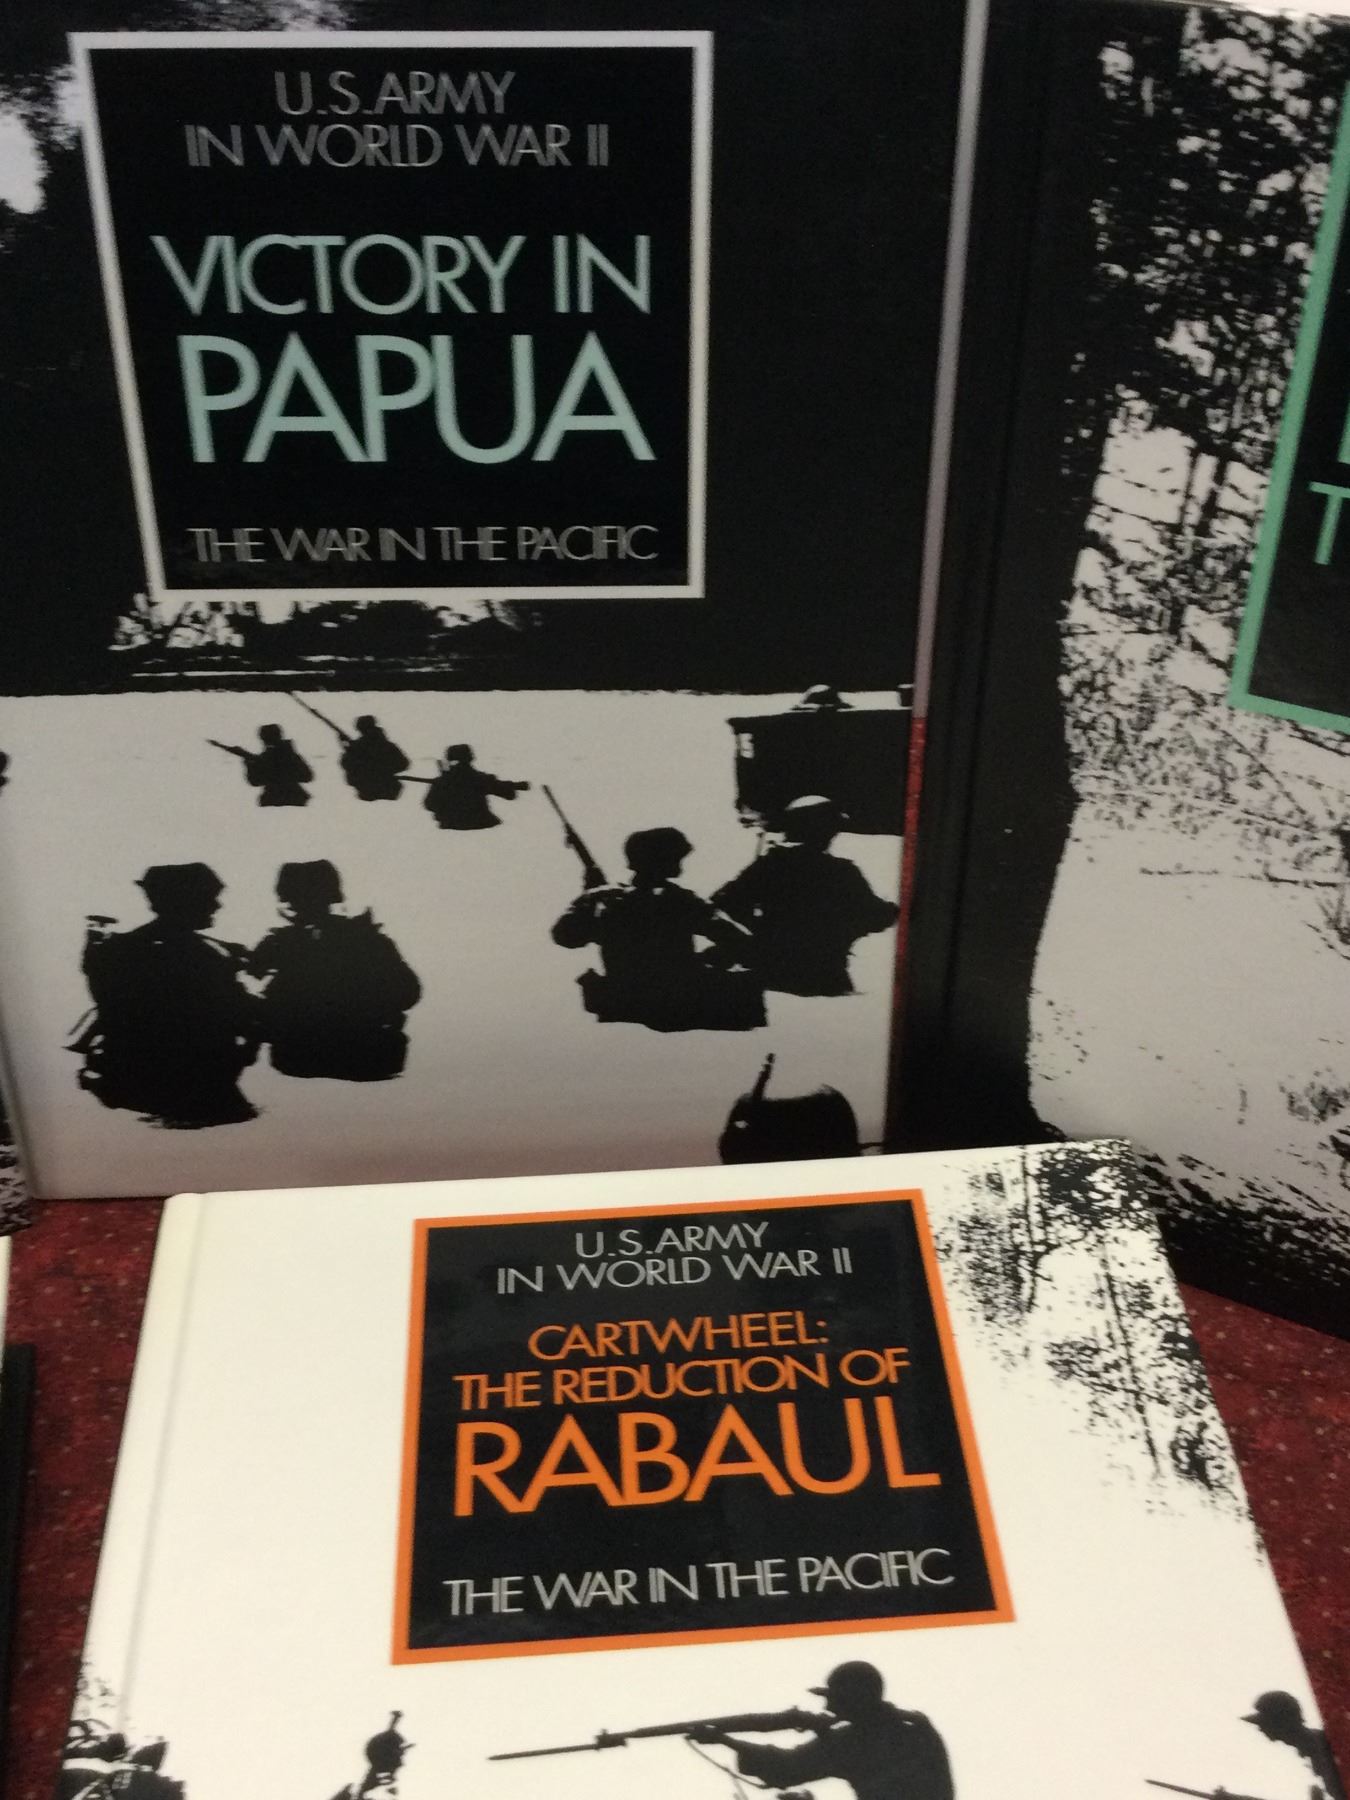 U.S. ARMY
IN WORLD WAR II
VICTORY IN
PAPUA
THE WAR IN THE PACIFIC
U.S. ARMY
IN WORLD WAR II
CARTWHEEL:
THE REDUCTION OF
RABAUL
THE WAR IN THE PACIFIC